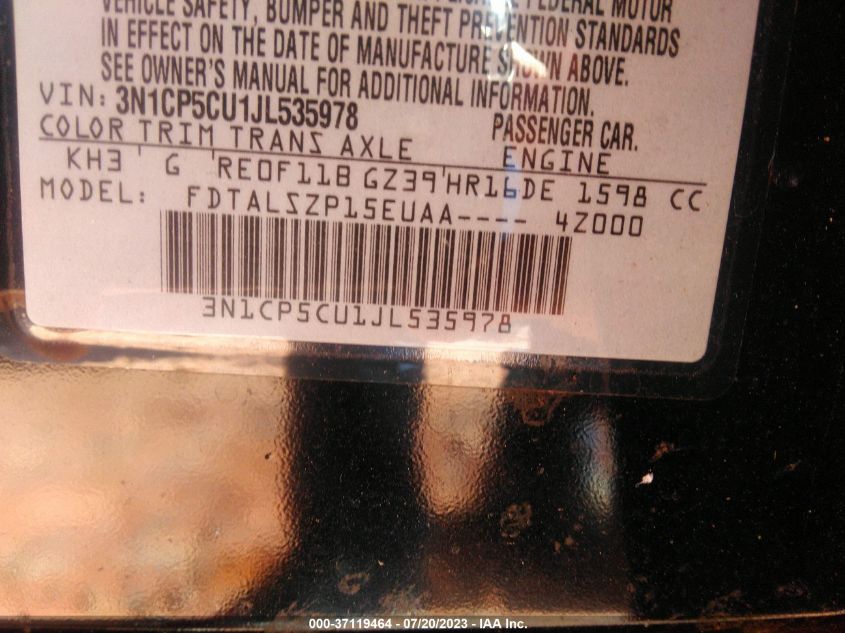 FEDERAL MOTOR
VEHICLE SAFETY, BUMPER AND THEFT PREVENTION STANDARDS
IN EFFECT ON THE DATE OF MANUFACTURE SHOWN ABOVE.
SEE OWNER'S MANUAL FOR ADDITIONAL INFORMATION.
VIN: 3N1CP5CU1JL535978 PASSENGER CAR.
COLOR TRIM TRANS AXLE ENGINE
KH3 G RE0F11B GZ39 HR16DE 1598 CC
MODEL: FDTALSZP15EUAA---- 4Z000
3N1CP5CU1JL535978
000-37119464 - 07/20/2023 - IAA Inc.